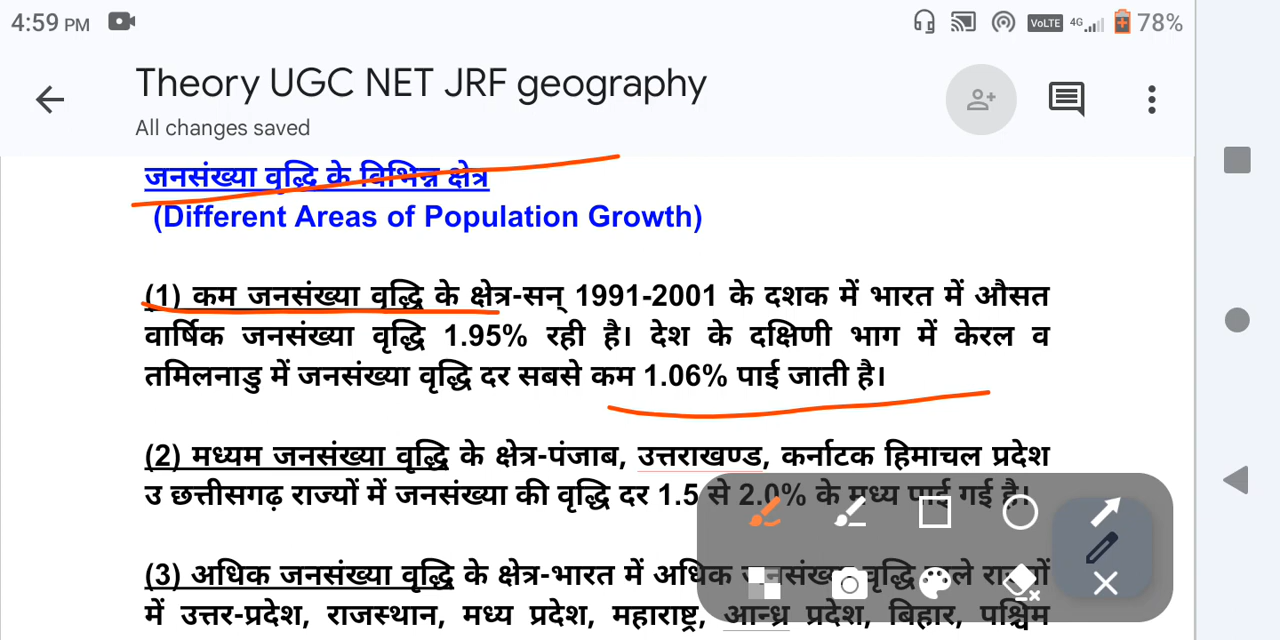 4:59 PM
VoLTE 4G 78%
Theory UGC NET JRF geography
All changes saved
जनसंख्या वृद्धि के विभिन्न क्षेत्र
(Different Areas of Population Growth)
(1) कम जनसंख्या वृद्धि के क्षेत्र-सन् 1991-2001 के दशक में भारत में औसत
वार्षिक जनसंख्या वृद्धि 1.95% रही है। देश के दक्षिणी भाग में केरल व
तमिलनाडु में जनसंख्या वृद्धि दर सबसे कम 1.06% पाई जाती है।
(2) मध्यम जनसंख्या वृद्धि के क्षेत्र-पंजाब, उत्तराखण्ड, कर्नाटक हिमाचल प्रदेश
उ छत्तीसगढ़ राज्यों में जनसंख्या की वृद्धि दर 1.5 से 2.0% के मध्य पाई गई है।
(3) अधिक जनसंख्या वृद्धि के क्षेत्र-भारत में अधिक जनसंख्या वृद्धि वाले राज्यों
में उत्तर-प्रदेश, राजस्थान, मध्य प्रदेश, महाराष्ट्र, आन्ध्र प्रदेश, बिहार, पश्चिम